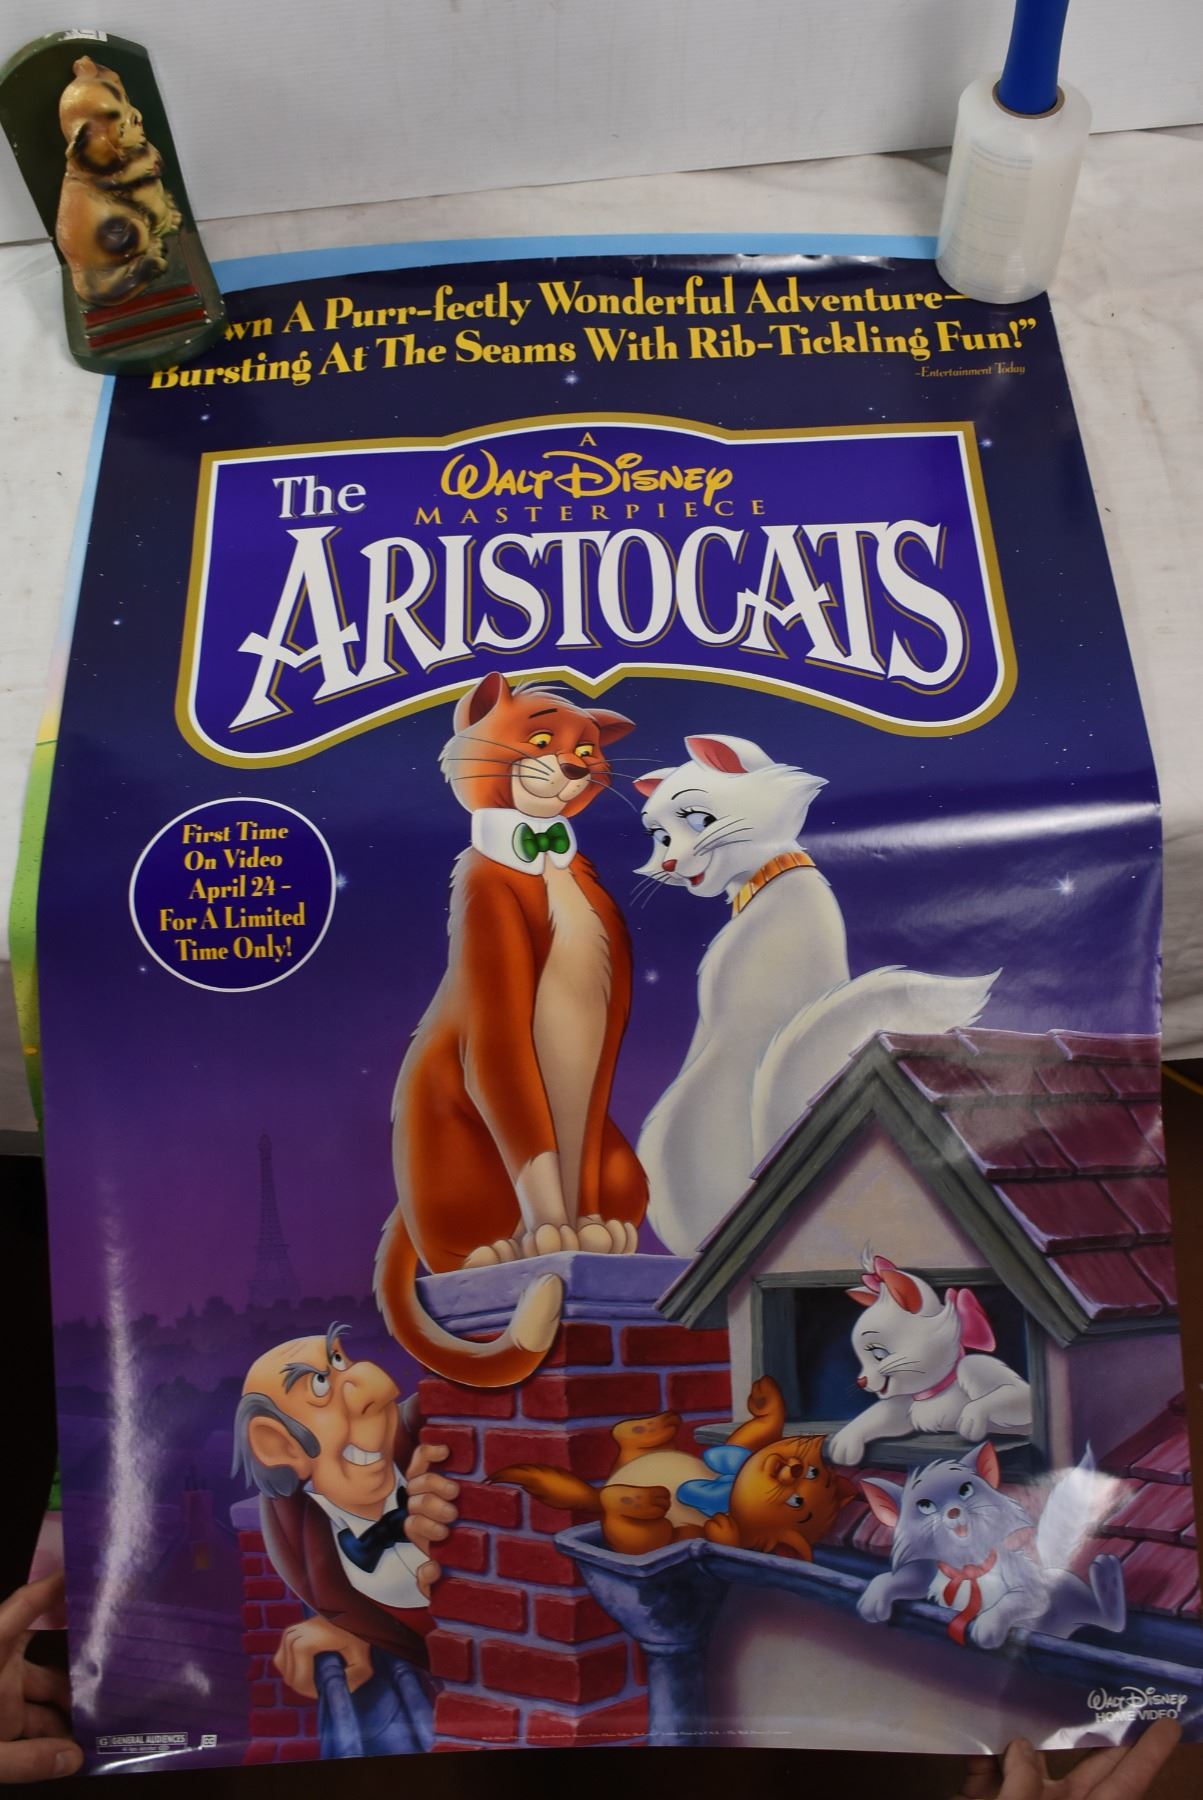 A Purr-fectly Wonderful Adventure—
Bursting At The Seams With Rib-Tickling Fun!"
-Entertainment Today
A
WALT DISNEY
MASTERPIECE
The
ARISTOCATS
First Time
On Video
April 24 -
For A Limited
Time Only!
G GENERAL AUDIENCES
WALT DISNEY
HOME VIDEO